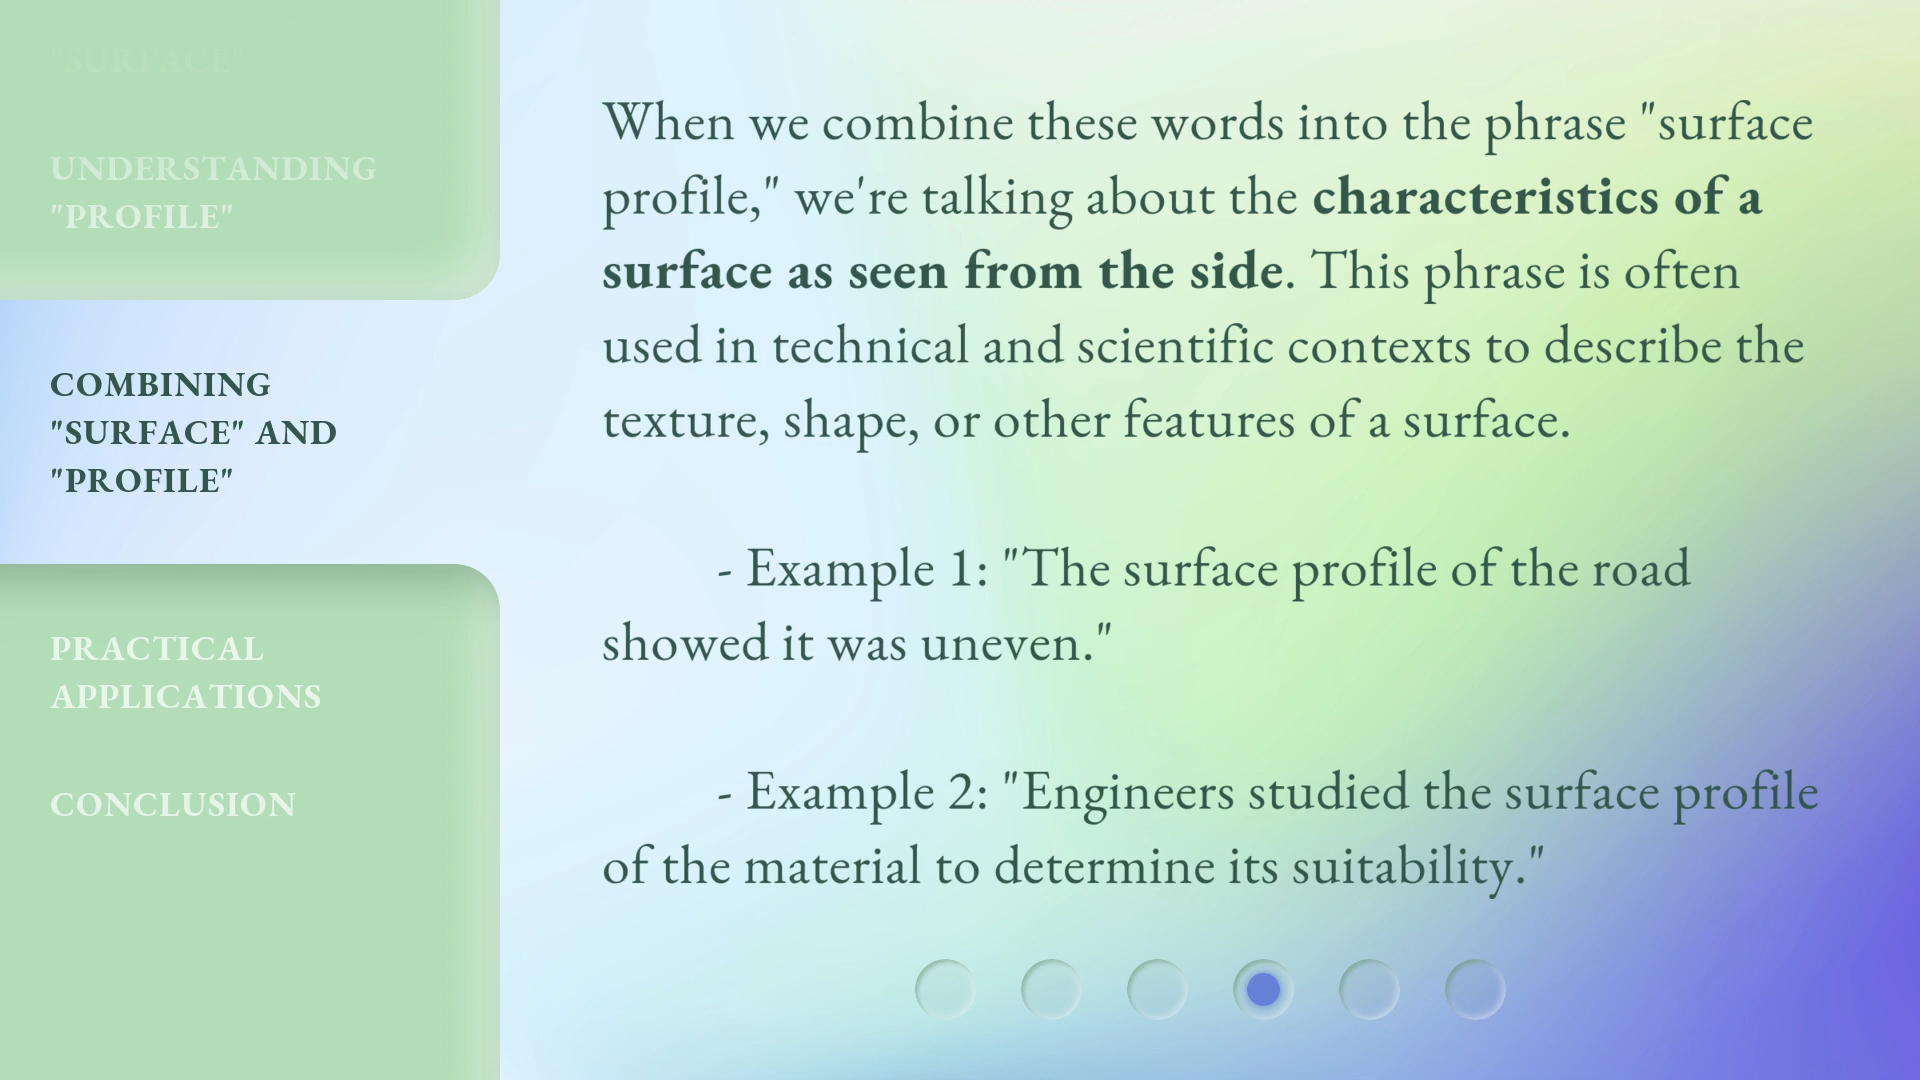 "SURFACE"
UNDERSTANDING
"PROFILE"
COMBINING
"SURFACE" AND
"PROFILE"
PRACTICAL
APPLICATIONS
CONCLUSION
When we combine these words into the phrase "surface
profile," we're talking about the characteristics of a
surface as seen from the side. This phrase is often
used in technical and scientific contexts to describe the
texture, shape, or other features of a surface.
- Example 1: "The surface profile of the road
showed it was uneven."
- Example 2: "Engineers studied the surface profile
of the material to determine its suitability."